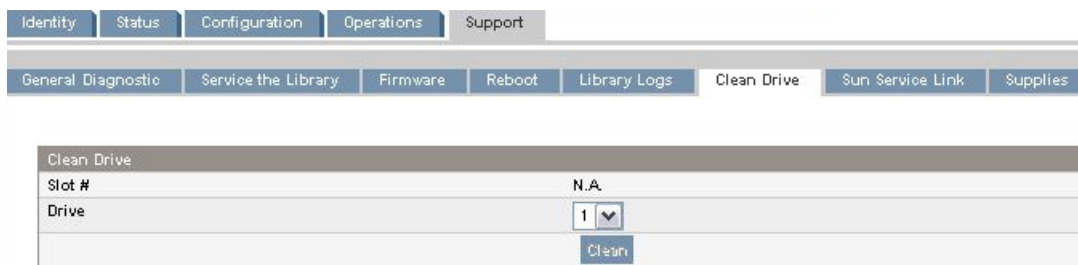 Identity Status Configuration Operations Support
General Diagnostic Service the Library Firmware Reboot Library Logs Clean Drive Sun Service Link Supplies
Clean Drive
Slot # N.A.
Drive 1
Clean